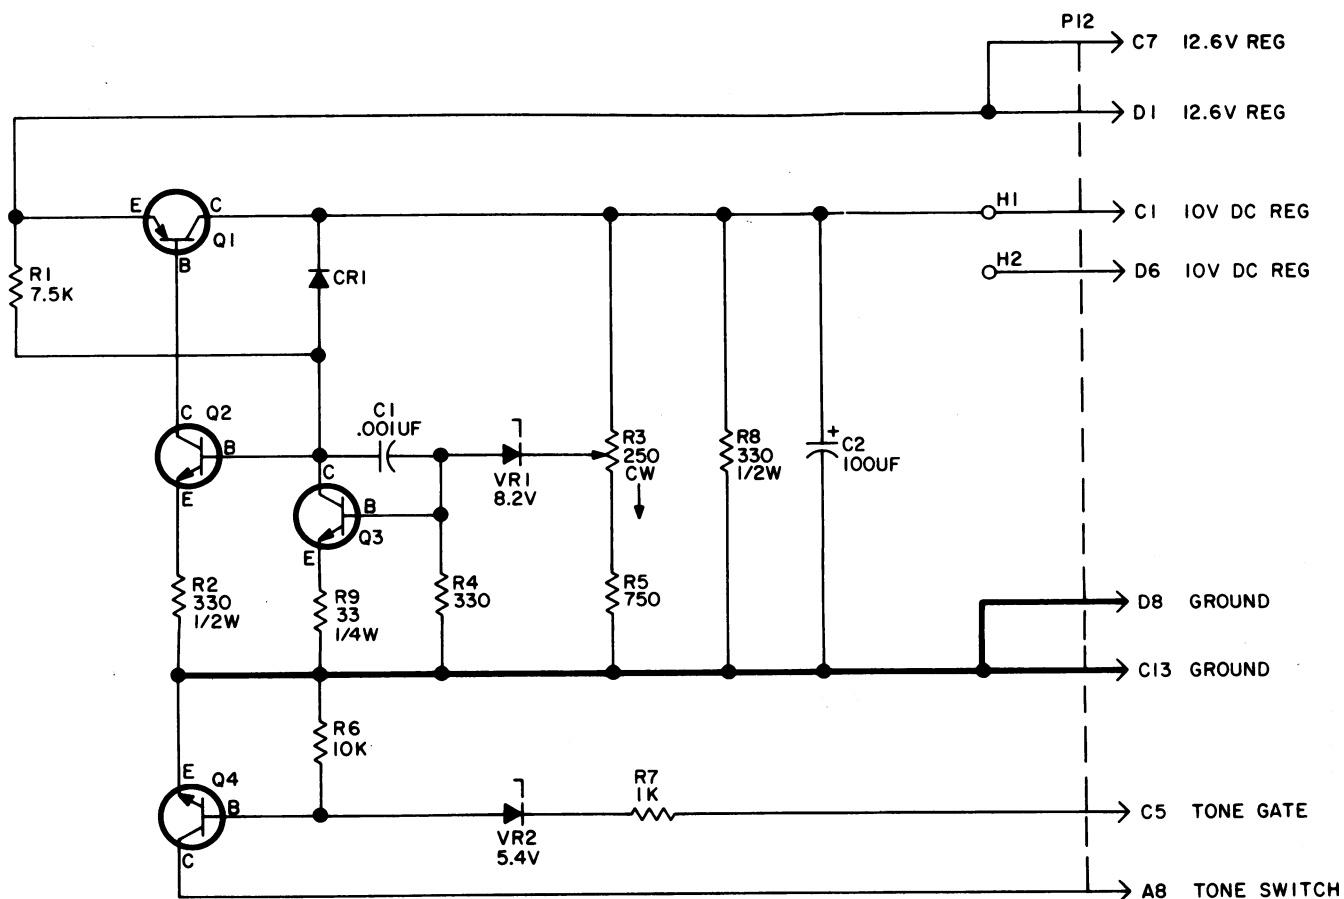 P12
C7 12.6V REG
D1 12.6V REG
E
C
Q1
B
H1
C1 10V DC REG
H2
D6 10V DC REG
R1
7.5K
CR1
C
Q2
B
E
C1
.001UF
VR1
8.2V
R3
250
CW
R8
330
1/2W
+
C2
100UF
C
B
Q3
E
R2
330
1/2W
R9
33
1/4W
R4
330
R5
750
D8 GROUND
C13 GROUND
R6
10K
E
Q4
B
C
VR2
5.4V
R7
1K
C5 TONE GATE
A8 TONE SWITCH